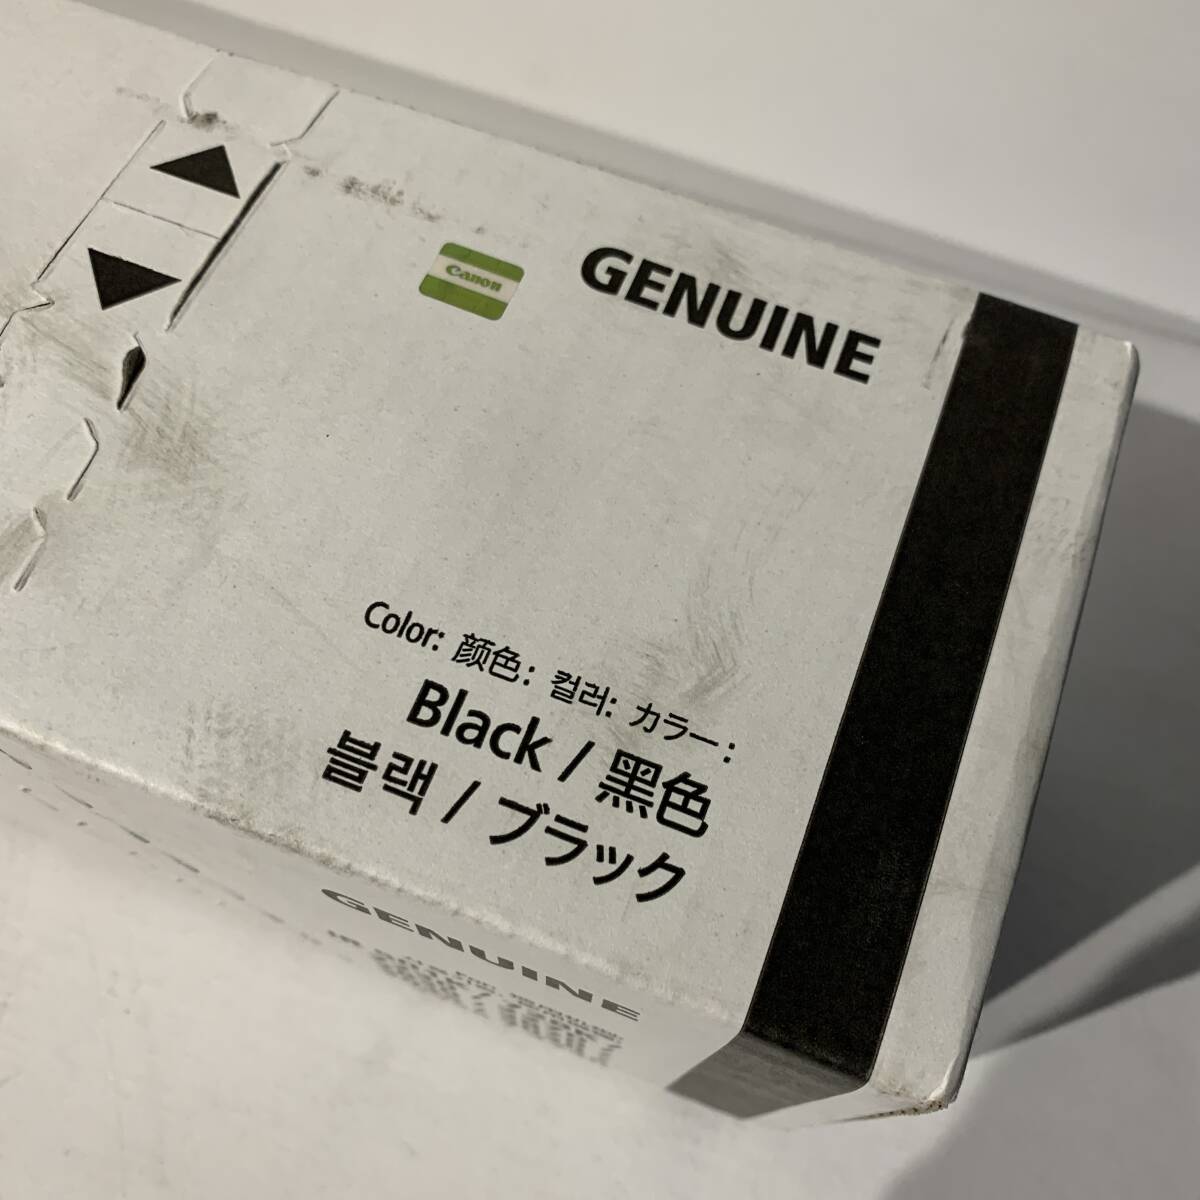 Canon
GENUINE
Color: 颜色: 컬러: カラー:
Black / 黑色
블랙 / ブラック
GENUINE